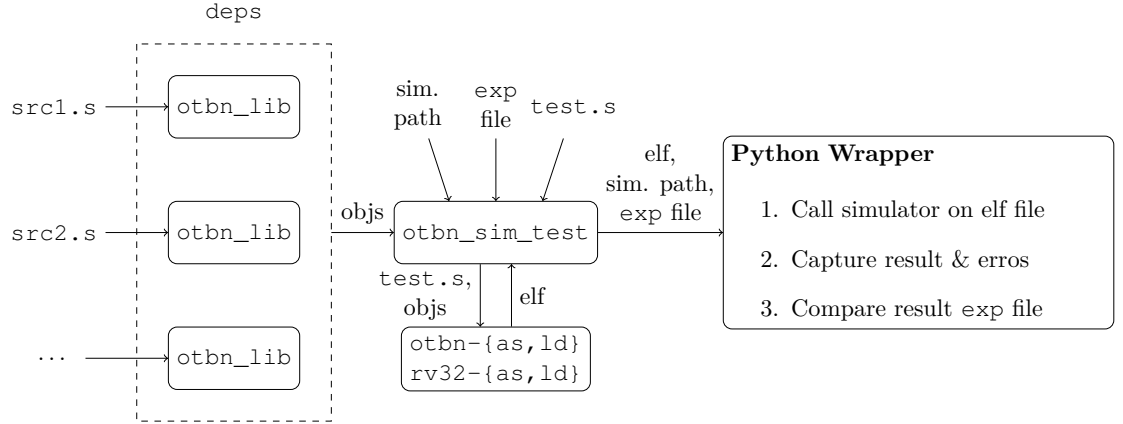 deps
src1.s
otbn_lib
src2.s
otbn_lib
...
otbn_lib
objs
sim.
path
exp
file
test.s
otbn_sim_test
test.s,
objs
elf
otbn-{as,ld}
rv32-{as,ld}
elf,
sim. path,
exp file
Python Wrapper
1. Call simulator on elf file
2. Capture result & erros
3. Compare result exp file